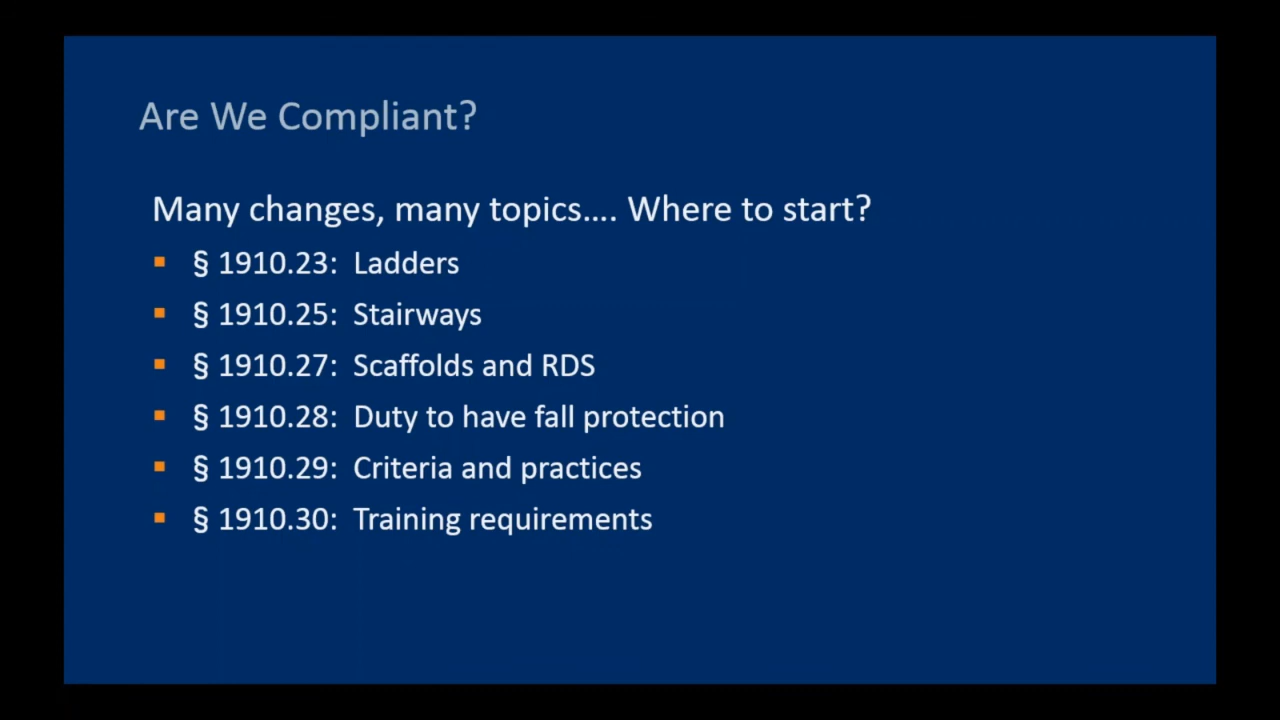 Are We Compliant?
Many changes, many topics…. Where to start?
§ 1910.23: Ladders
§ 1910.25: Stairways
§ 1910.27: Scaffolds and RDS
§ 1910.28: Duty to have fall protection
§ 1910.29: Criteria and practices
§ 1910.30: Training requirements